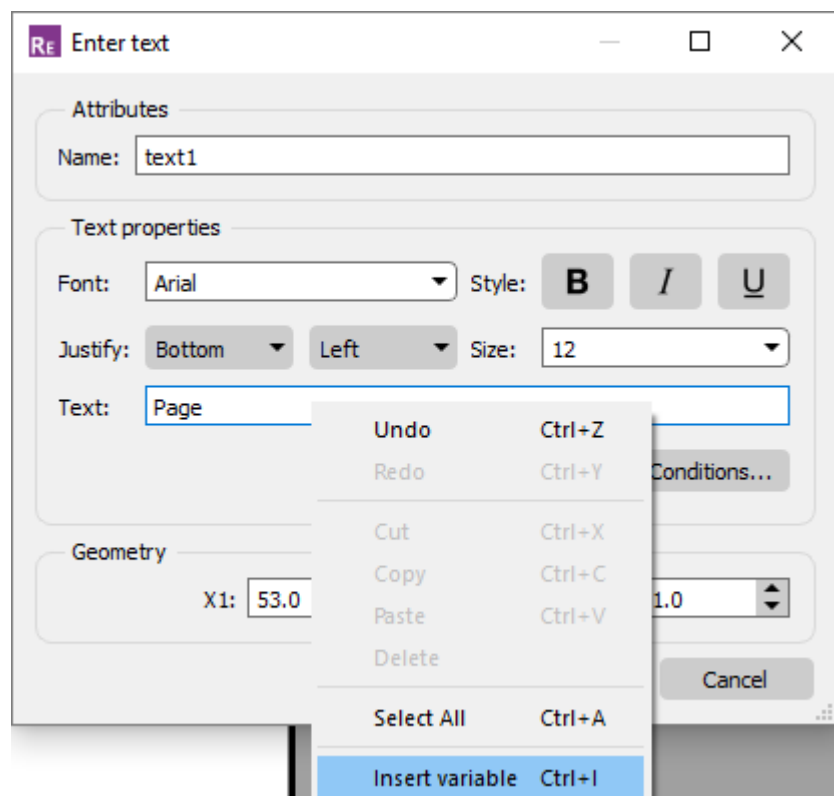 RE Enter text
Attributes
Name: text1
Text properties
Font: Arial Style: B I U
Justify: Bottom Left Size: 12
Text: Page
Undo Ctrl+Z
Redo Ctrl+Y
Conditions...
Cut Ctrl+X
Geometry
Copy Ctrl+C
X1: 53.0 1.0
Paste Ctrl+V
Delete
Cancel
Select All Ctrl+A
Insert variable Ctrl+I